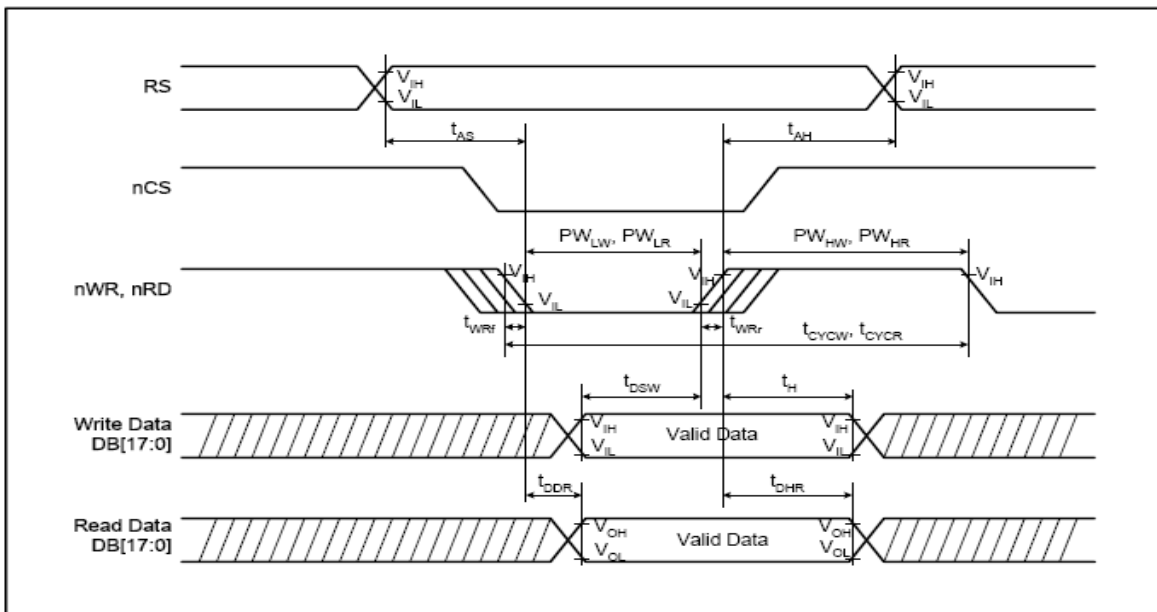 RS
V_IH
V_IL
V_IH
V_IL
t_AS
t_AH
nCS
PW_LW, PW_LR
PW_HW, PW_HR
nWR, nRD
V_IH
V_IL
V_IH
V_IL
V_IH
t_WRf
t_WRr
t_CYCW, t_CYCR
t_DSW
t_H
Write Data
DB[17:0]
V_IH
V_IL
Valid Data
V_IH
V_IL
t_DDR
t_DHR
Read Data
DB[17:0]
V_OH
V_OL
Valid Data
V_OH
V_OL